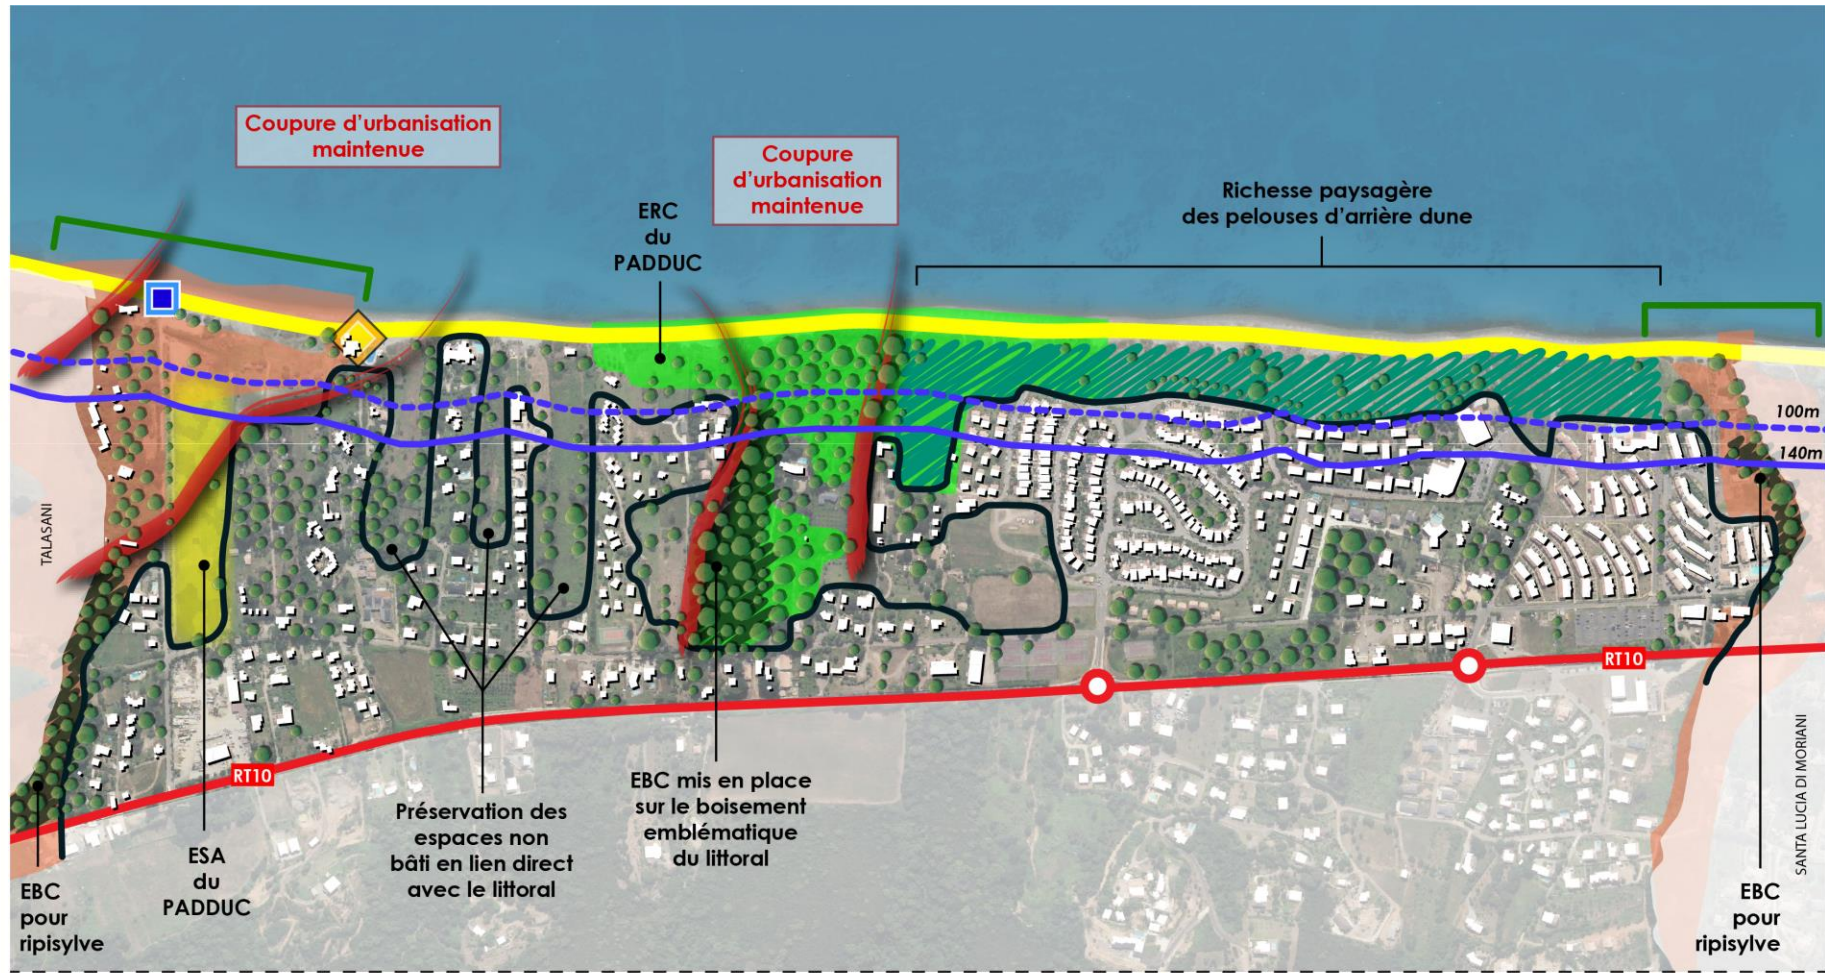 Coupure d'urbanisation
maintenue
Coupure
d'urbanisation
maintenue
ERC
du
PADDUC
Richesse paysagère
des pelouses d'arrière dune
100m
140m
TALASANI
SANTA LUCIA DI MORIANI
RT10
RT10
EBC
pour
ripisylve
ESA
du
PADDUC
Préservation des
espaces non
bâti en lien direct
avec le littoral
EBC mis en place
sur le boisement
emblématique
du littoral
EBC
pour
ripisylve